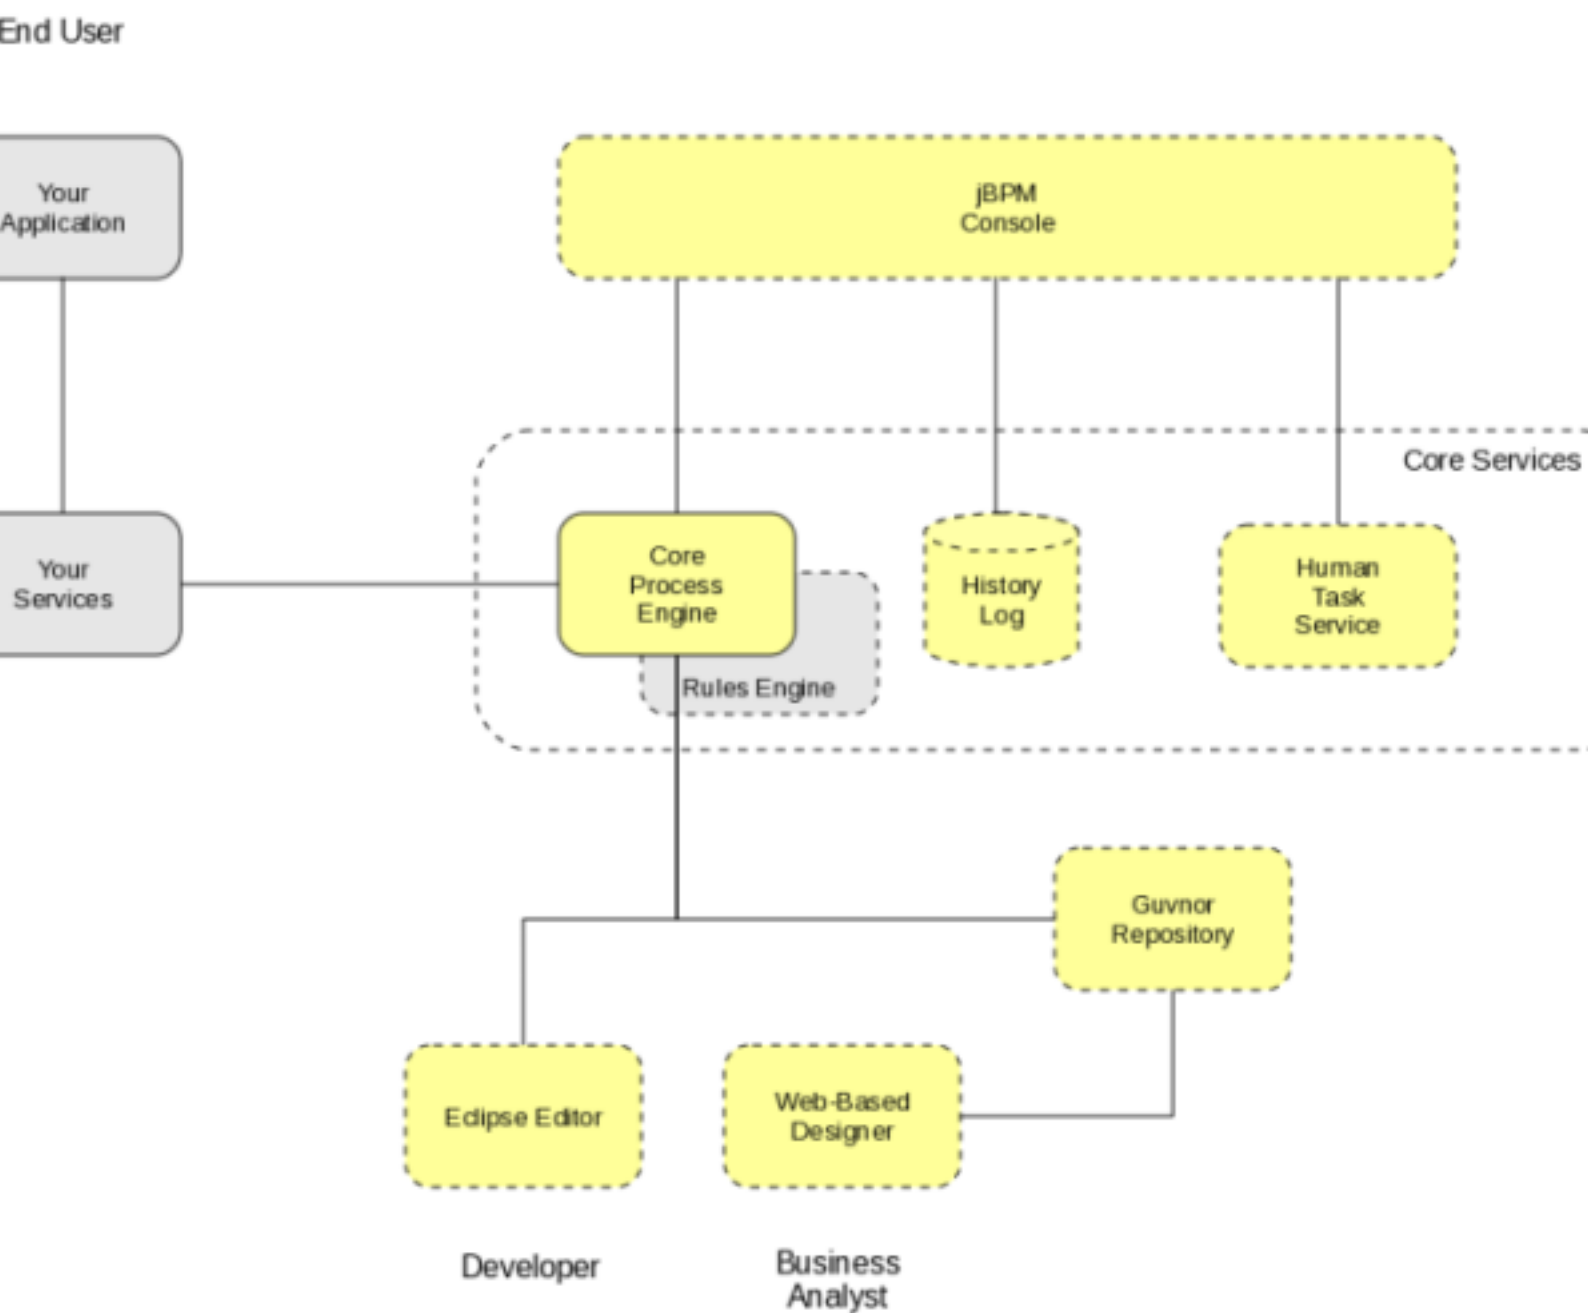 End User
Your
Application
jBPM
Console
Core Services
Your
Services
Core
Process
Engine
Rules Engine
History
Log
Human
Task
Service
Guvnor
Repository
Eclipse Editor
Web-Based
Designer
Developer
Business
Analyst